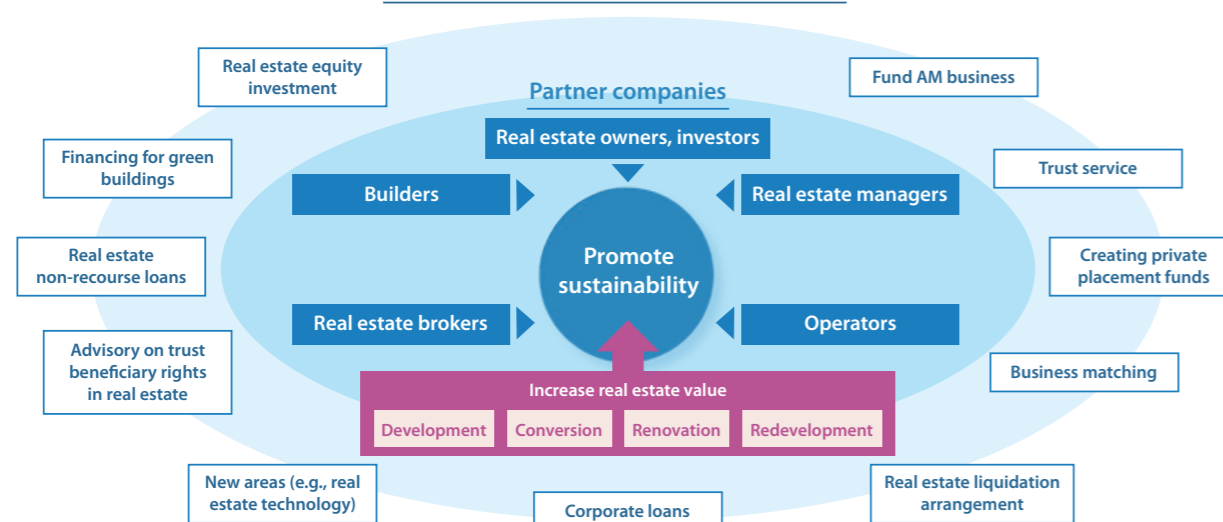 Real estate equity
investment
Fund AM business
Partner companies
Real estate owners, investors
Financing for green
buildings
Trust service
Builders
Real estate managers
Real estate
non-recourse loans
Promote
sustainability
Creating private
placement funds
Real estate brokers
Operators
Advisory on trust
beneficiary rights
in real estate
Business matching
Increase real estate value
Development
Conversion
Renovation
Redevelopment
New areas (e.g., real
estate technology)
Corporate loans
Real estate liquidation
arrangement